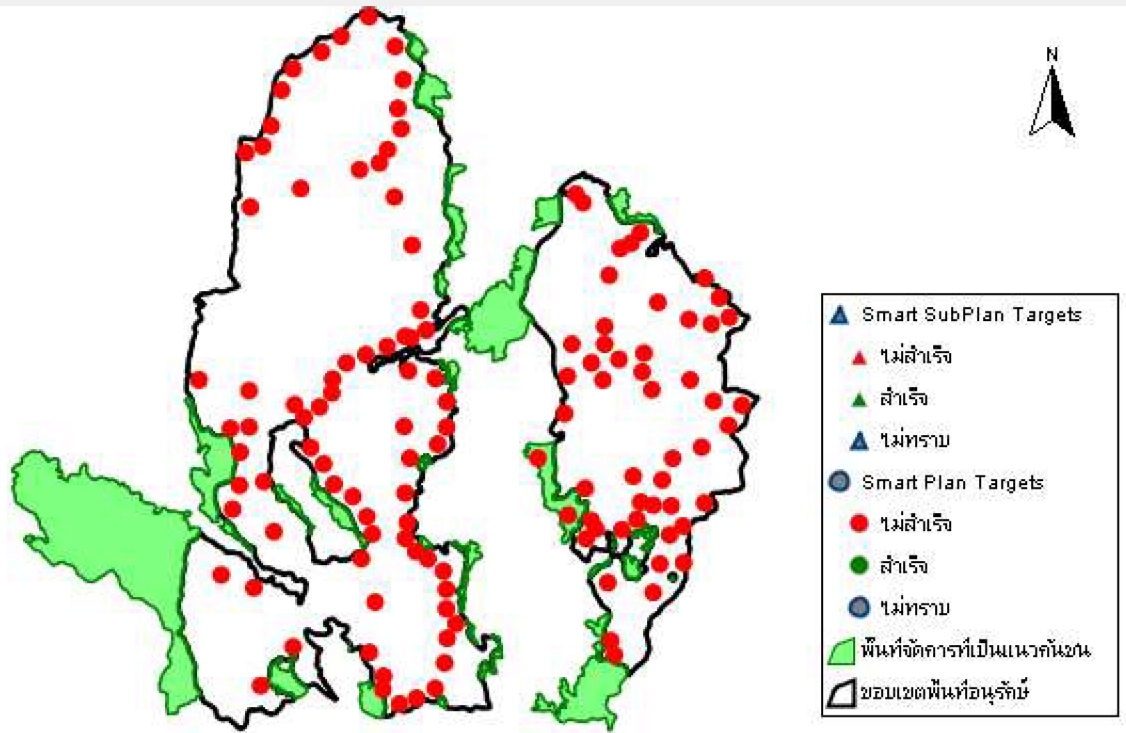 N
Smart SubPlan Targets
ไม่สำเร็จ
สำเร็จ
ไม่ทราบ
Smart Plan Targets
ไม่สำเร็จ
สำเร็จ
ไม่ทราบ
พื้นที่จัดการที่เป็นแนวกันชน
ขอบเขตพื้นที่อนุรักษ์